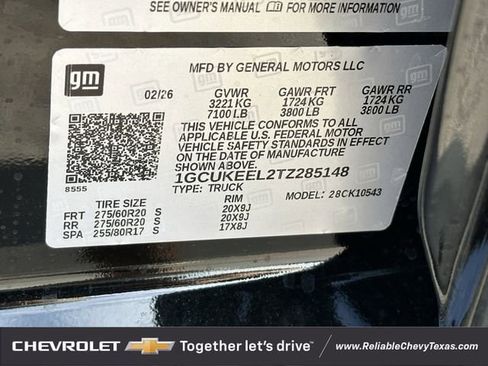 SEE OWNER'S MANUAL FOR MORE INFORMATION
gm
MFD BY GENERAL MOTORS LLC
02/26 GVWR GAWR FRT GAWR RR
3221 KG 1724 KG 1724 KG
7100 LB 3800 LB 3800 LB
THIS VEHICLE CONFORMS TO ALL
APPLICABLE U.S. FEDERAL MOTOR
VEHICLE SAFETY STANDARDS IN
EFFECT ON THE DATE OF MANUFACTURE
SHOWN ABOVE.
1GCUKEEL2TZ285148
8555
TYPE: TRUCK MODEL: 28CK10543
TIRE SIZE RIM
FRT 275/60R20 S 20X9J
RR 275/60R20 S 20X9J
SPA 255/80R17 S 17X8J
CHEVROLET Together let's drive™ www.ReliableChevyTexas.com